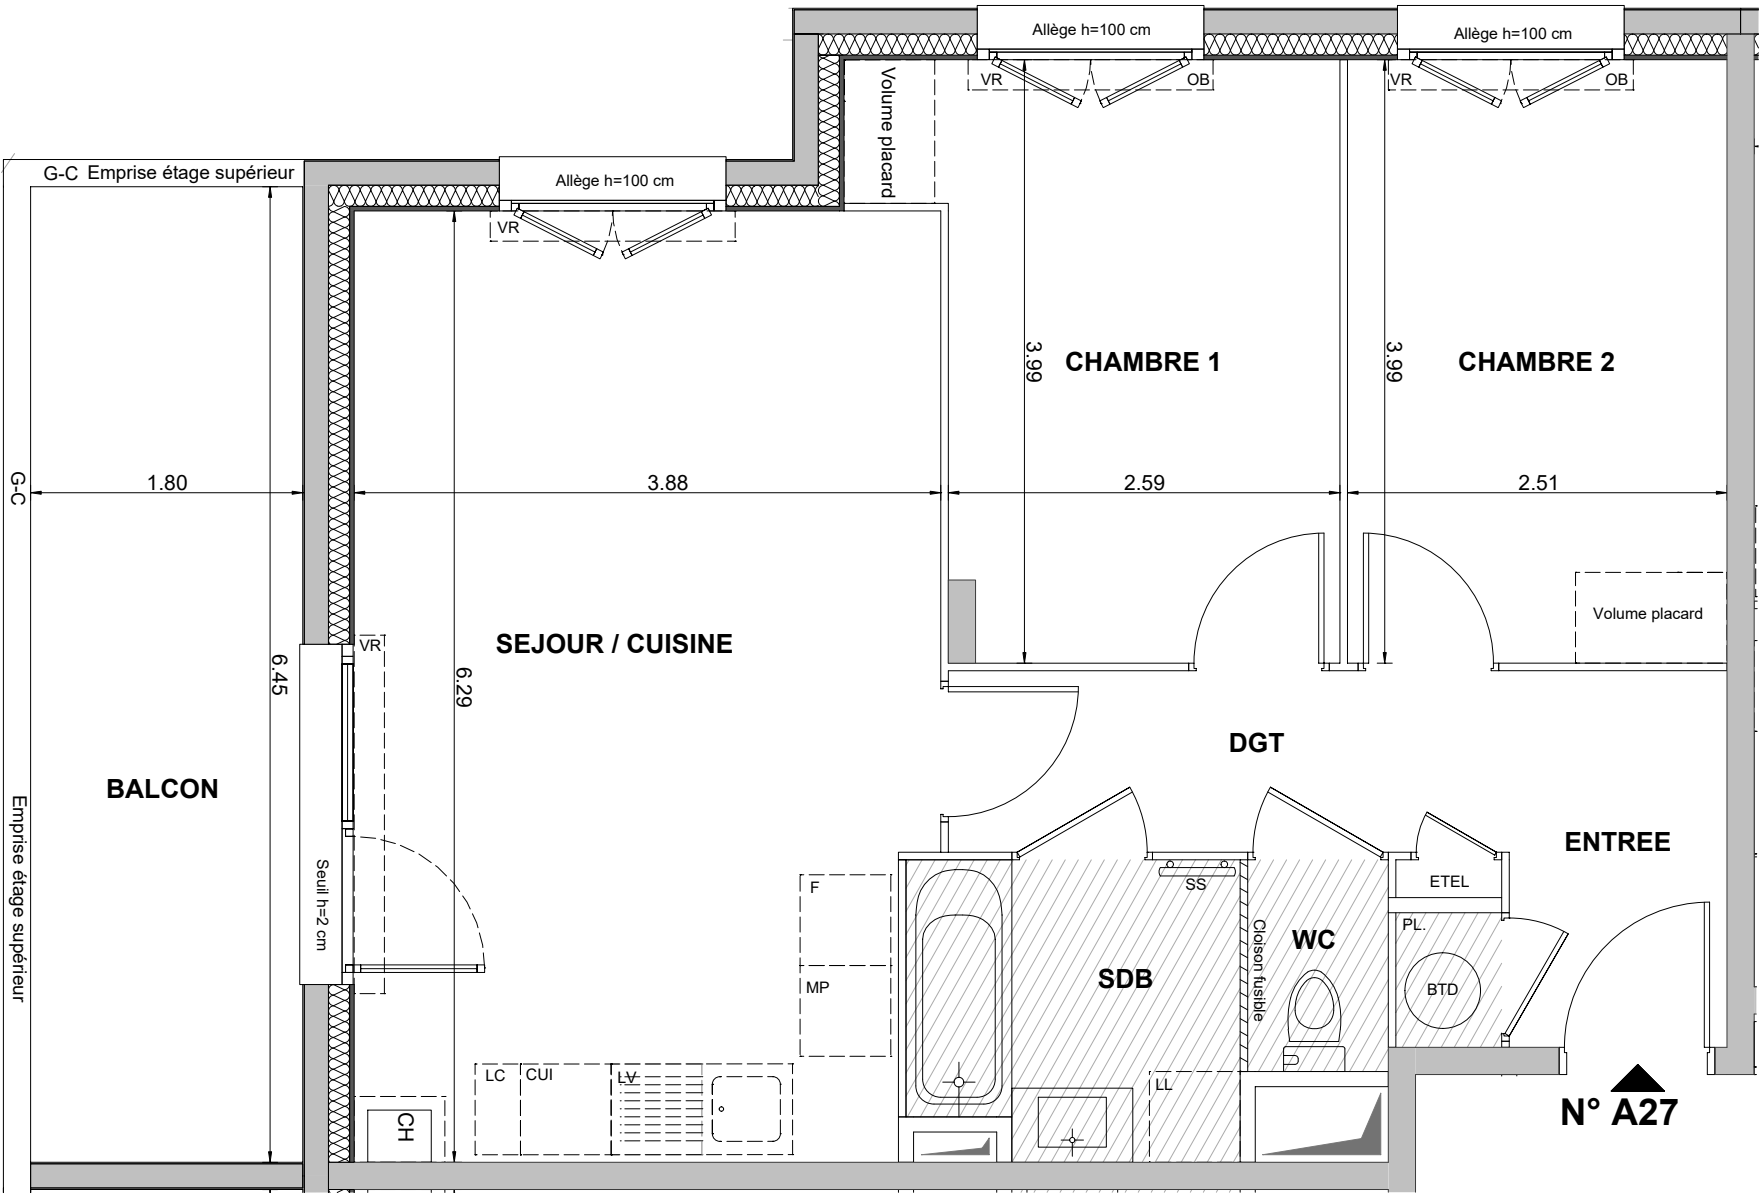 Allège h=100 cm
Allège h=100 cm
VR
OB
VR
OB
Volume placard
G-C Emprise étage supérieur
Allège h=100 cm
VR
3.99
CHAMBRE 1
3.99
CHAMBRE 2
G-C
1.80
3.88
2.59
2.51
Volume placard
SEJOUR / CUISINE
VR
6.45
6.29
DGT
BALCON
ENTREE
Emprise étage supérieur
Seuil h=2 cm
F
SS
ETEL
Cloison fusible
WC
PL.
SDB
MP
BTD
LC
CUI
LV
LL
CH
N° A27